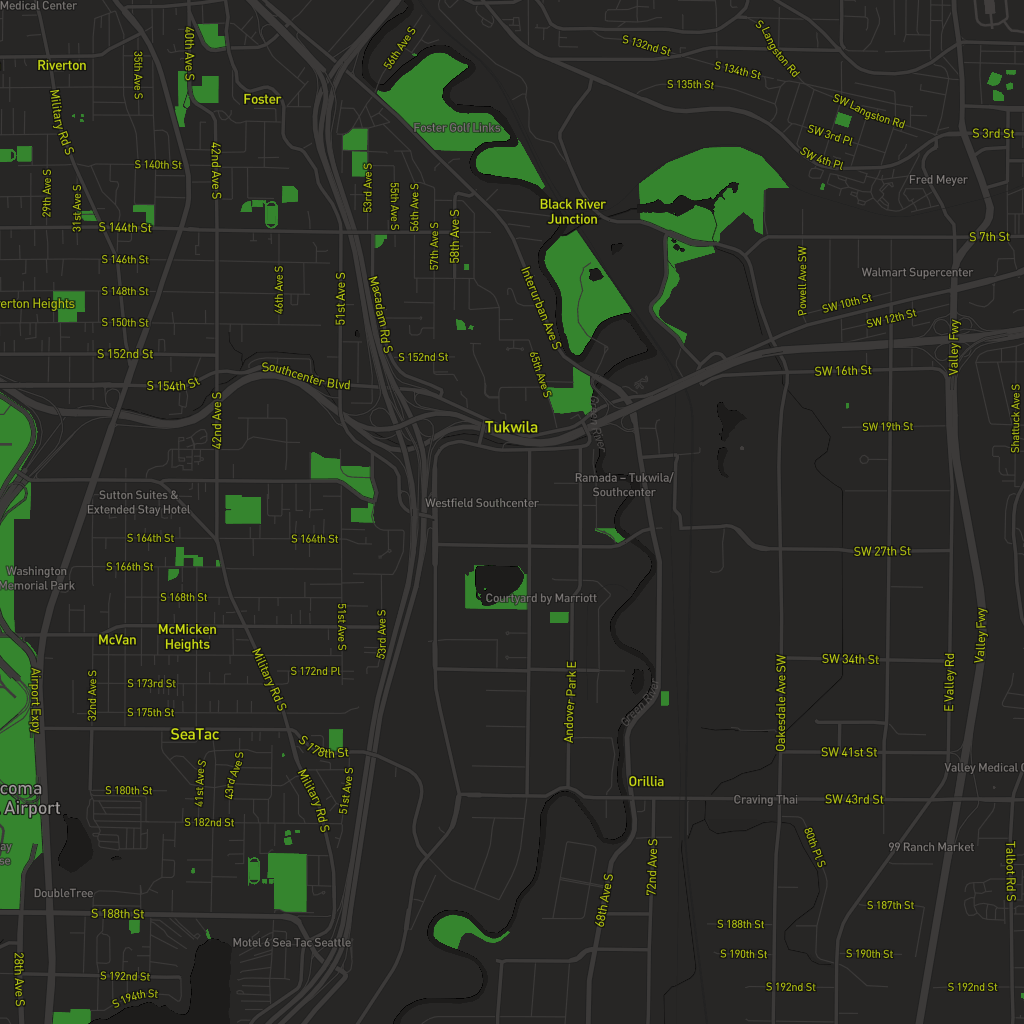 Medical Center
40th Ave S
56th Ave S
S 132nd St
S Langston Rd
Riverton
35th Ave S
S 134th St
S 135th St
Foster
Military Rd S
SW Langston Rd
Foster Golf Links
SW 3rd Pl
S 3rd St
42nd Ave S
S 140th St
SW 4th Pl
Fred Meyer
29th Ave S
31st Ave S
53rd Ave S
55th Ave S
56th Ave S
57th Ave S
58th Ave S
Black River
Junction
S 144th St
S 7th St
S 146th St
Walmart Supercenter
Powell Ave SW
46th Ave S
51st Ave S
S 148th St
verton Heights
Macadam Rd S
Interurban Ave S
SW 10th St
SW 12th St
S 150th St
S 152nd St
S 152nd St
Valley Fwy
65th Ave S
Southcenter Blvd
S 154th St
SW 16th St
42nd Ave S
Shattuck Ave S
Tukwila
SW 19th St
Ramada – Tukwila/
Southcenter
Sutton Suites &
Extended Stay Hotel
Westfield Southcenter
S 164th St
S 164th St
SW 27th St
S 166th St
Washington
Memorial Park
S 168th St
Courtyard by Marriott
51st Ave S
53rd Ave S
McVan
McMicken
Heights
Valley Fwy
S 172nd Pl
SW 34th St
32nd Ave S
Airport Expy
S 173rd St
Military Rd S
Andover Park E
Green River
Oakesdale Ave SW
E Valley Rd
S 175th St
SeaTac
S 178th St
SW 41st St
Valley Medical C
41st Ave S
43rd Ave S
51st Ave S
Military Rd S
Orillia
coma
Airport
S 180th St
Craving Thai
SW 43rd St
S 182nd St
80th Pl S
99 Ranch Market
ay
se
72nd Ave S
68th Ave S
Talbot Rd S
DoubleTree
S 187th St
S 188th St
S 188th St
Motel 6 Sea Tac Seattle
S 190th St
S 190th St
28th Ave S
S 192nd St
S 192nd St
S 192nd St
S 194th St